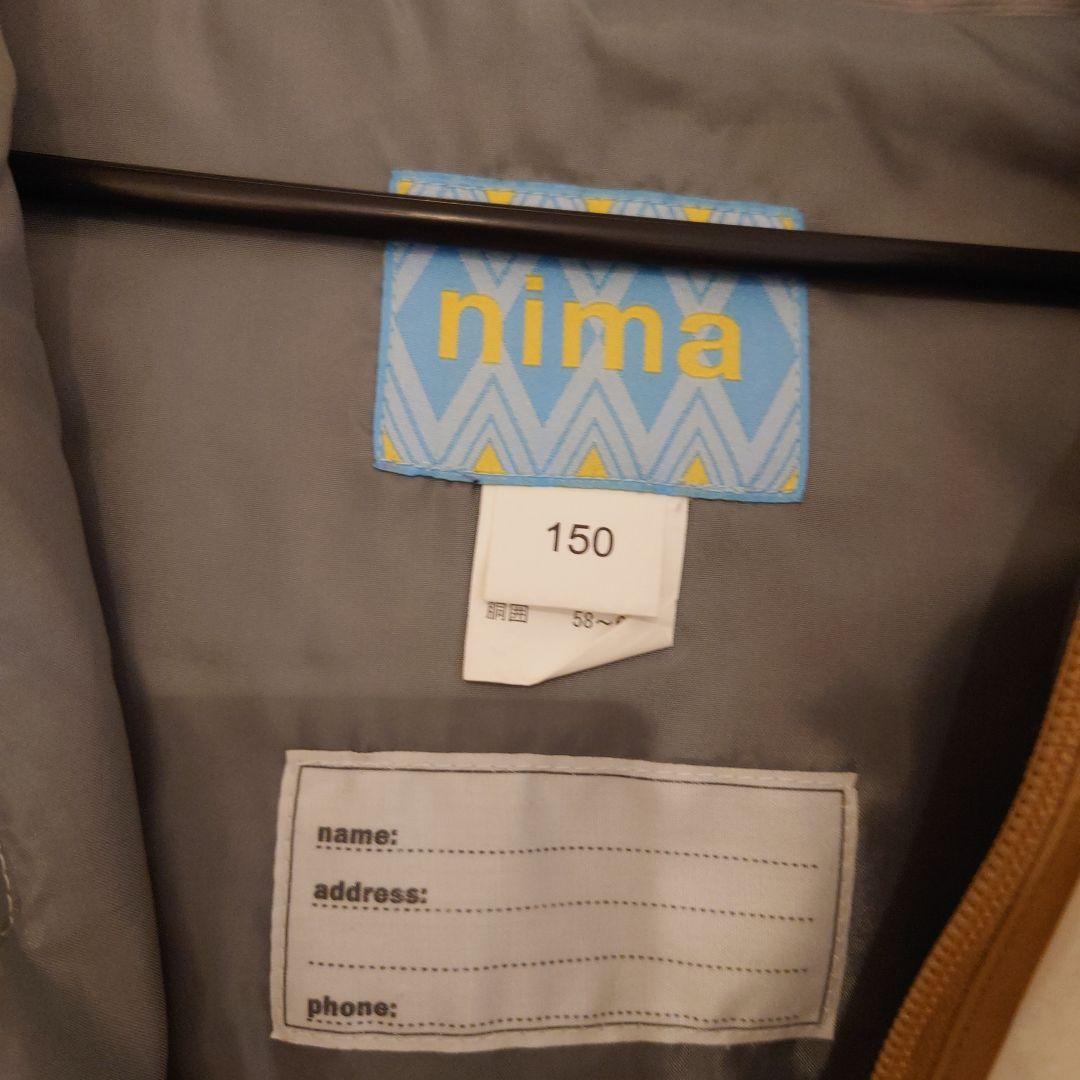 nima
150
胴囲 58～
name:
address:
phone: